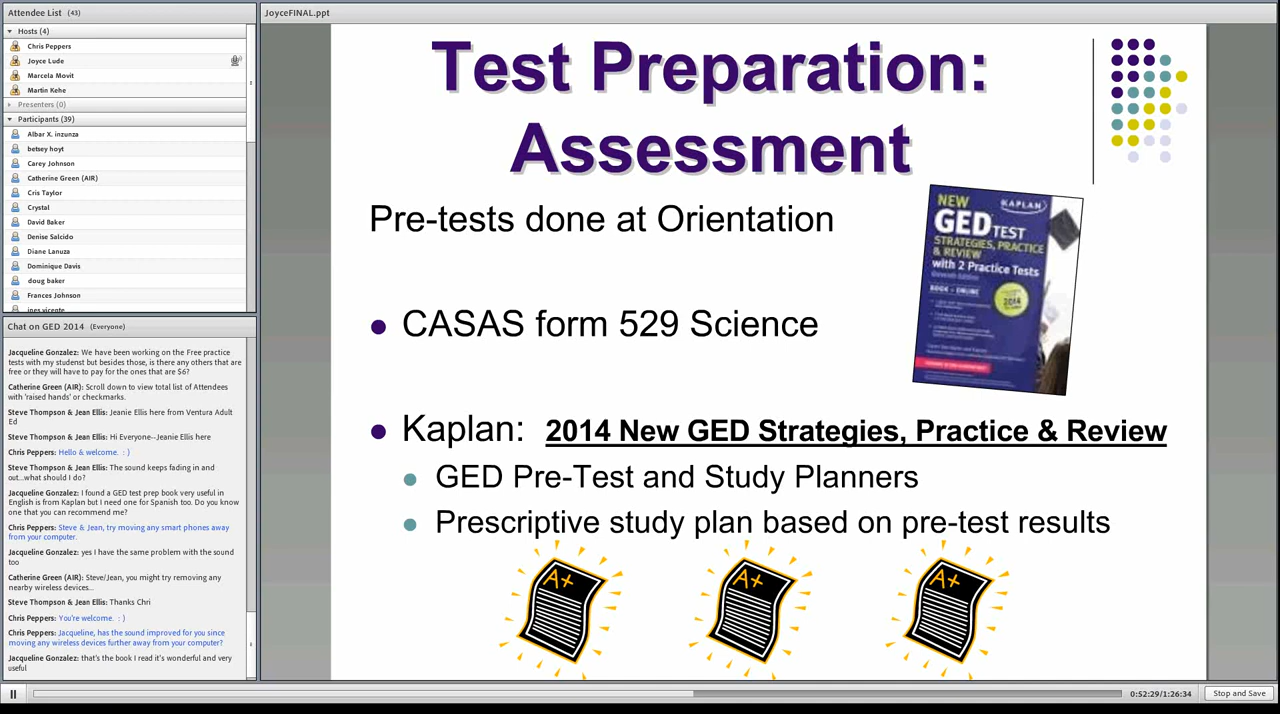 Attendee List (43)
Hosts (4)
Chris Peppers
Joyce Lude
Marcela Movit
Martin Kehe
Presenters (0)
Participants (39)
Albar X. inzunza
betsey hoyt
Carey Johnson
Catherine Green (AIR)
Cris Taylor
Crystal
David Baker
Denise Salcido
Diane Lanuza
Dominique Davis
doug baker
Frances Johnson
ines vicente
Chat on GED 2014 (Everyone)
Jacqueline Gonzalez: We have been working on the Free practice
tests with my studenst but besides those, is there any others that are
free or they will have to pay for the ones that are $6?
Catherine Green (AIR): Scroll down to view total list of Attendees
with 'raised hands' or checkmarks.
Steve Thompson & Jean Ellis: Jeanie Ellis here from Ventura Adult
Ed
Steve Thompson & Jean Ellis: Hi Everyone--Jeanie Ellis here
Chris Peppers: Hello & welcome. : )
Steve Thompson & Jean Ellis: The sound keeps fading in and
out...what should I do?
Jacqueline Gonzalez: I found a GED test prep book very useful in
English is from Kaplan but I need one for Spanish too. Do you know
one that you can recommend me?
Chris Peppers: Steve & Jean, try moving any smart phones away
from your computer.
Jacqueline Gonzalez: yes I have the same problem with the sound
too
Catherine Green (AIR): Steve/Jean, you might try removing any
nearby wireless devices...
Steve Thompson & Jean Ellis: Thanks Chri
Chris Peppers: You're welcome. : )
Chris Peppers: Jacqueline, has the sound improved for you since
moving any wireless devices further away from your computer?
Jacqueline Gonzalez: that's the book I read it's wonderful and very
useful
JoyceFINAL.ppt
Test Preparation:
Assessment
Pre-tests done at Orientation
NEW
KAPLAN
GED TEST
STRATEGIES, PRACTICE
& REVIEW
with 2 Practice Tests
BOOK + ONLINE
2014
• CASAS form 529 Science
• Kaplan: 2014 New GED Strategies, Practice & Review
• GED Pre-Test and Study Planners
• Prescriptive study plan based on pre-test results
A+
A+
A+
0:52:29/1:26:34
Stop and Save